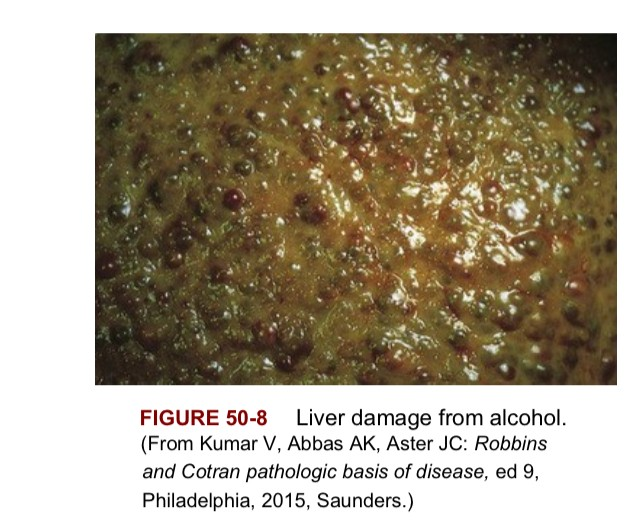 FIGURE 50-8 Liver damage from alcohol.
(From Kumar V, Abbas AK, Aster JC: Robbins
and Cotran pathologic basis of disease, ed 9,
Philadelphia, 2015, Saunders.)